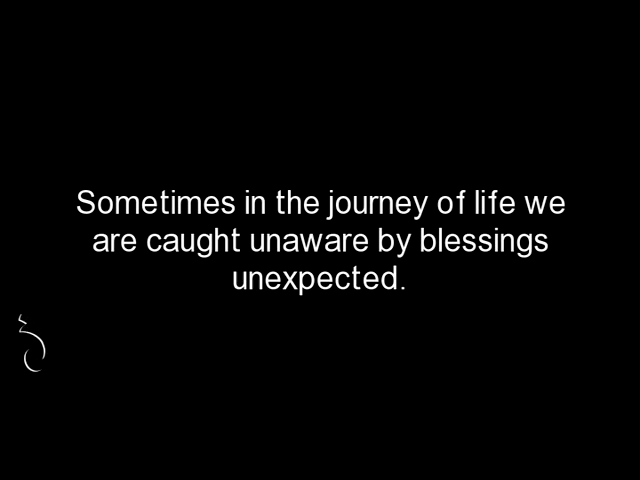 Sometimes in the journey of life we
are caught unaware by blessings
unexpected.